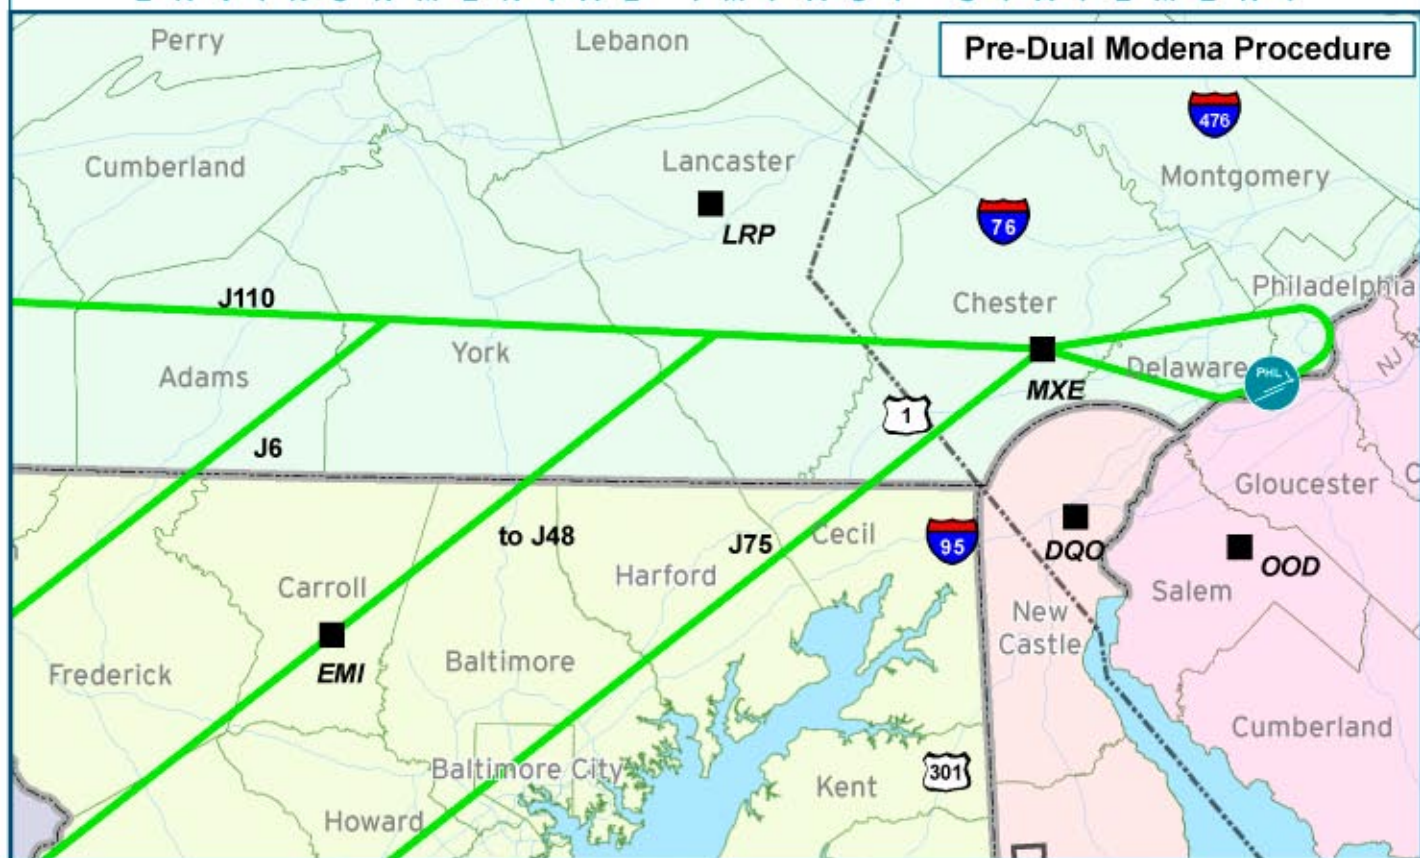 Pre-Dual Modena Procedure
Perry
Lebanon
476
Cumberland
Lancaster
Montgomery
LRP
76
Philadelphia
J110
Chester
York
Adams
Delaware
PHL
MXE
1
J6
Gloucester
to J48
J75
Cecil
95
DQO
OOD
Harford
Carroll
Salem
New
Castle
EMI
Baltimore
Frederick
Cumberland
Baltimore City
Kent
301
Howard